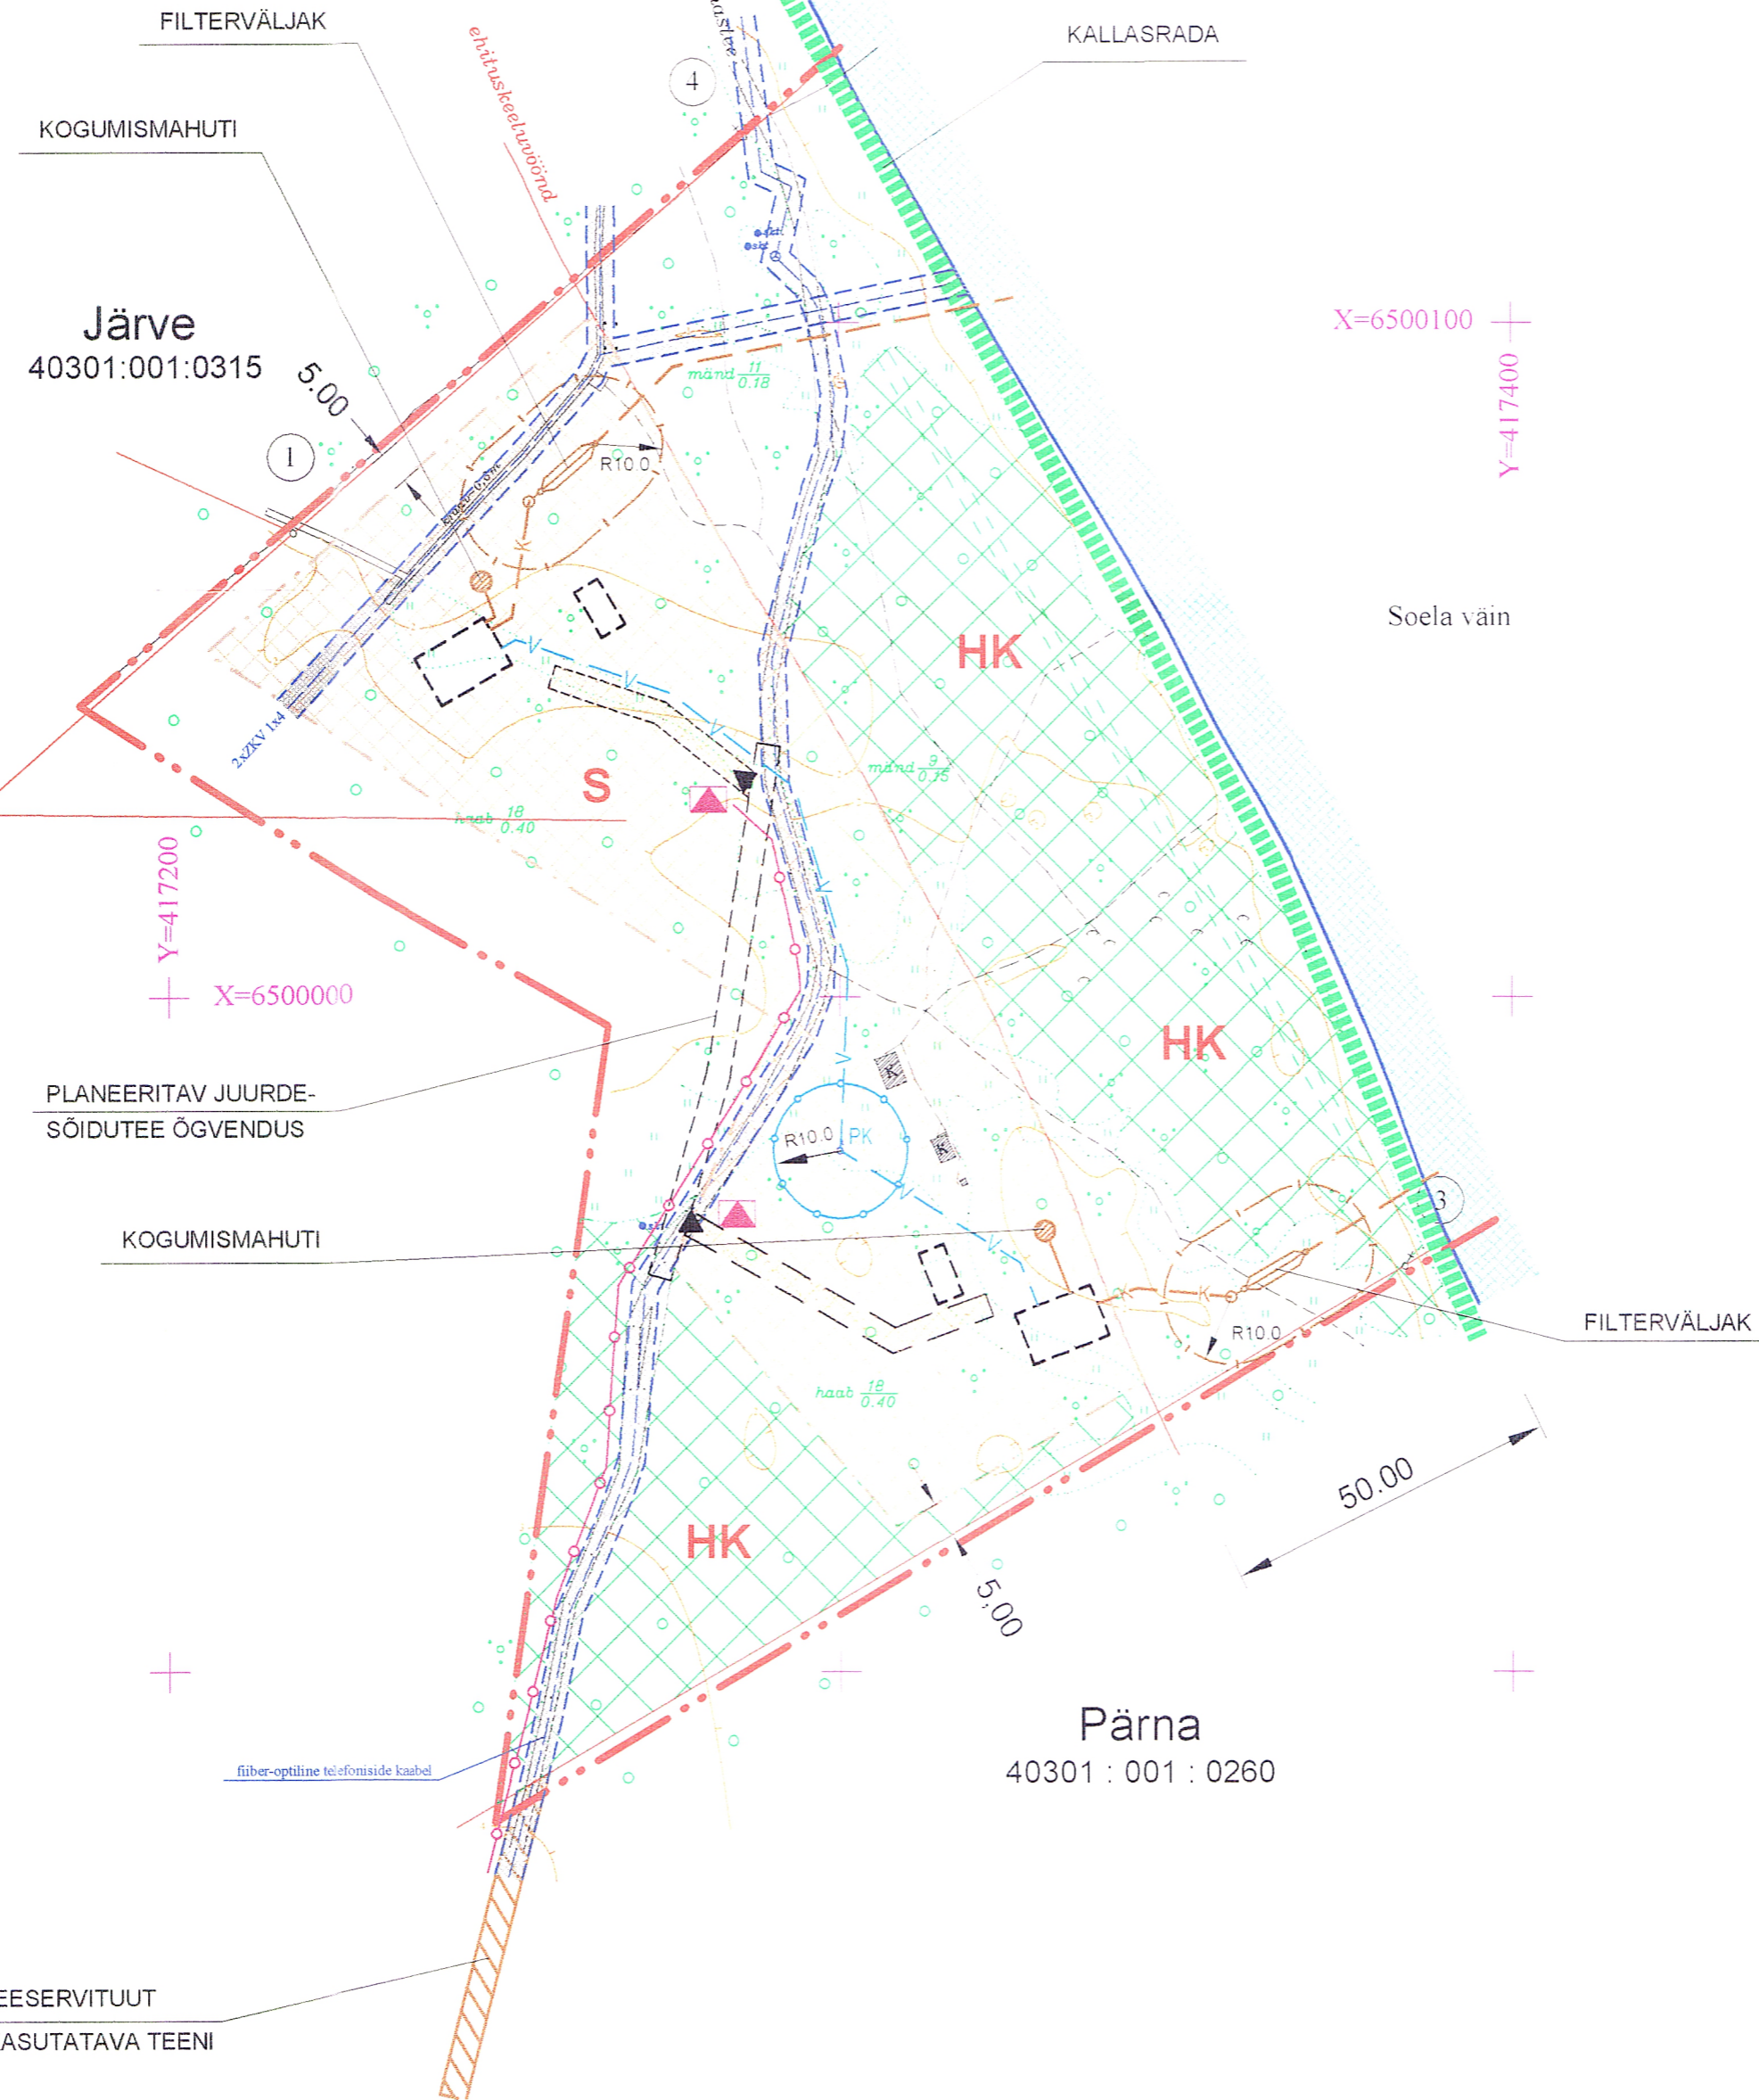 FILTERVÄLJAK
KALLASRADA
4
KOGUMISMAHUTI
ehituskeeluvöönd
Järve
40301:001:0315
5.00
X=6500100
Y=417400
mänd 11
0.18
1
R10.0
K
Soela väin
HK
V
V
V
2xZKV 1x4
S
mänd 9
0.15
haab 18
0.40
Y=417200
X=6500000
V
HK
PLANEERITAV JUURDE-
SÕIDUTEE ÕGVENDUS
V
K
R10.0
PK
K
V
3
KOGUMISMAHUTI
V
K
K
FILTERVÄLJAK
R10.0
haab 18
0.40
50.00
HK
5,00
Pärna
40301 : 001 : 0260
fiiber-optiline telefoniside kaabel
EESERVITUUT
ASUTATAVA TEENI